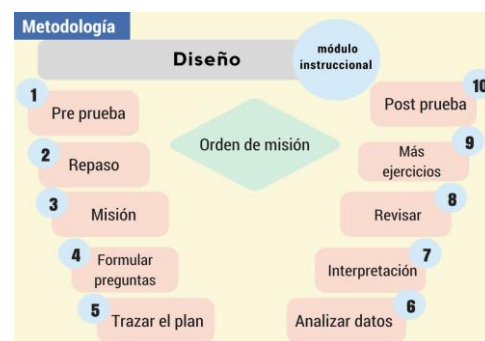 Metodología
Diseño
módulo
instruccional
Orden de misión
1
Pre prueba
2
Repaso
3
Misión
4
Formular
preguntas
5
Trazar el plan
6
Analizar datos
7
Interpretación
8
Revisar
9
Más
ejercicios
10
Post prueba